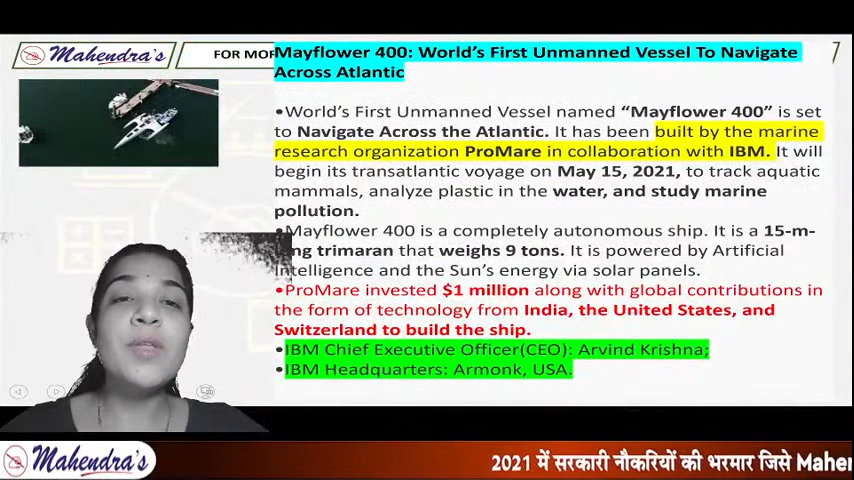 Mahendra's
FOR MOR
Mayflower 400: World's First Unmanned Vessel To Navigate
Across Atlantic
•World's First Unmanned Vessel named “Mayflower 400” is set
to Navigate Across the Atlantic. It has been built by the marine
research organization ProMare in collaboration with IBM. It will
begin its transatlantic voyage on May 15, 2021, to track aquatic
mammals, analyze plastic in the water, and study marine
pollution.
•Mayflower 400 is a completely autonomous ship. It is a 15-m-
ng trimaran that weighs 9 tons. It is powered by Artificial
Intelligence and the Sun's energy via solar panels.
•ProMare invested $1 million along with global contributions in
the form of technology from India, the United States, and
Switzerland to build the ship.
•IBM Chief Executive Officer(CEO): Arvind Krishna;
•IBM Headquarters: Armonk, USA.
Mahendra's
2021 में सरकारी नौकरियों की भरमार जिसे Mahe